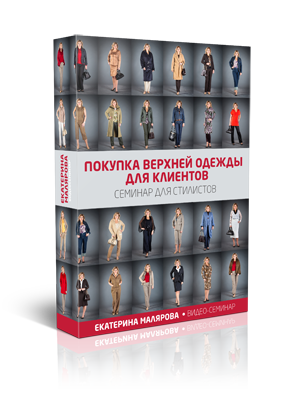 ПОКУПКА ВЕРХНЕЙ ОДЕЖДЫ
ДЛЯ КЛИЕНТОВ
СЕМИНАР ДЛЯ СТИЛИСТОВ
ЕКАТЕРИНА
МАЛЯРОВА
ЕКАТЕРИНА МАЛЯРОВА • ВИДЕО-СЕМИНАР